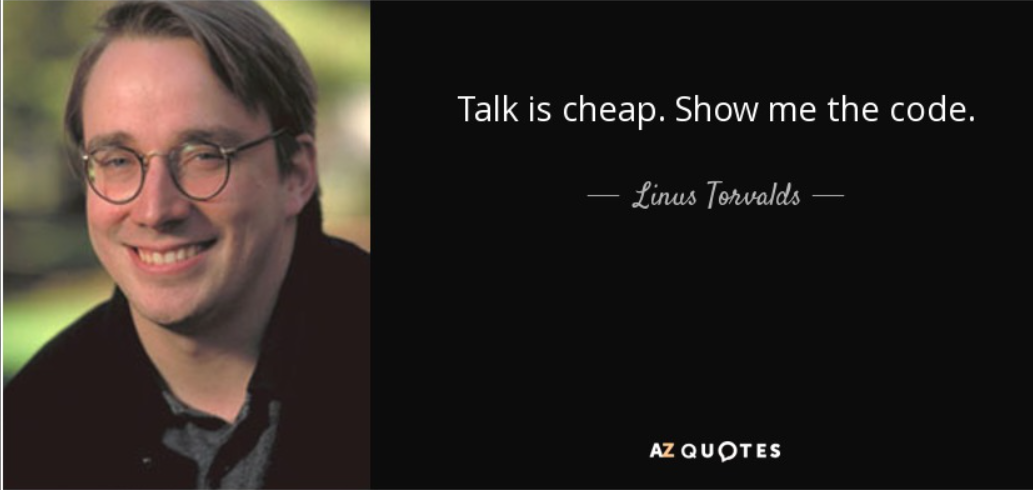 Talk is cheap. Show me the code.
— Linus Torvalds —
AZ QUOTES